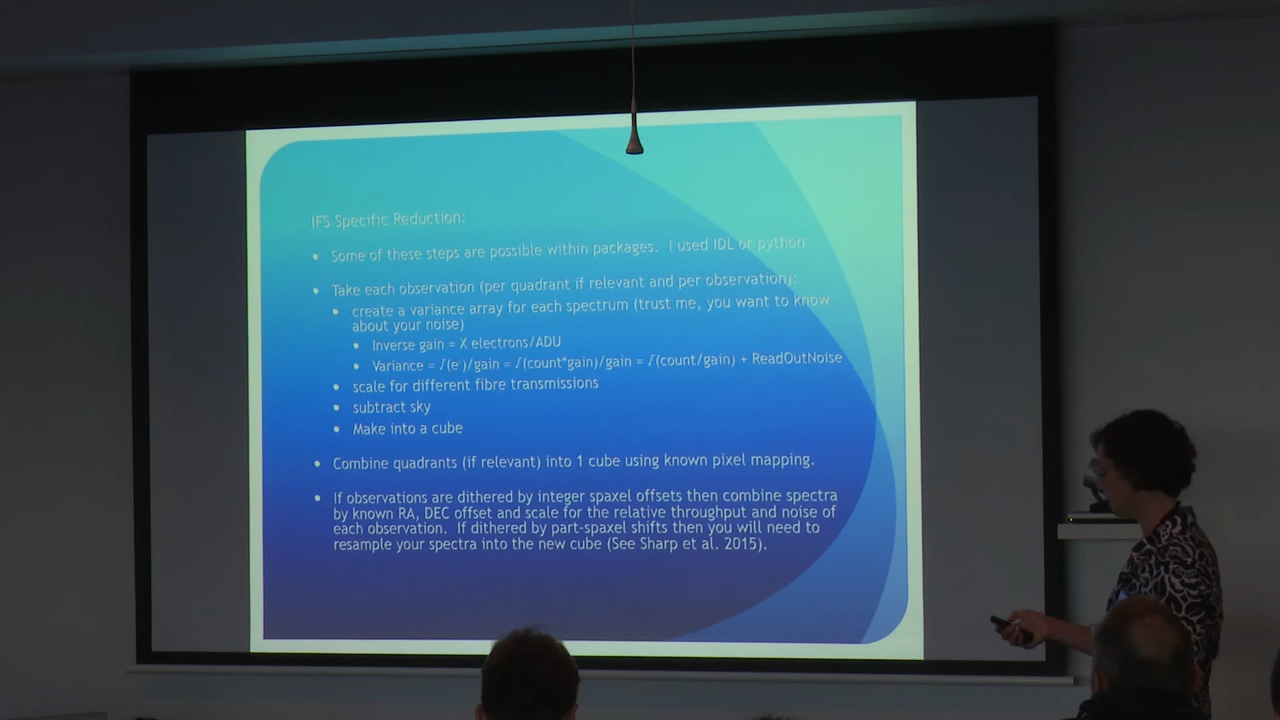 IFS Specific Reduction:
• Some of these steps are possible within packages. I used IDL or python
• Take each observation (per quadrant if relevant and per observation):
• create a variance array for each spectrum (trust me, you want to know
about your noise)
• Inverse gain = X electrons/ADU
• Variance = √(e⁻)/gain = √(count*gain)/gain = √(count/gain) + ReadOutNoise
• scale for different fibre transmissions
• subtract sky
• Make into a cube
• Combine quadrants (if relevant) into 1 cube using known pixel mapping.
• If observations are dithered by integer spaxel offsets then combine spectra
by known RA, DEC offset and scale for the relative throughput and noise of
each observation. If dithered by part-spaxel shifts then you will need to
resample your spectra into the new cube (See Sharp et al. 2015).